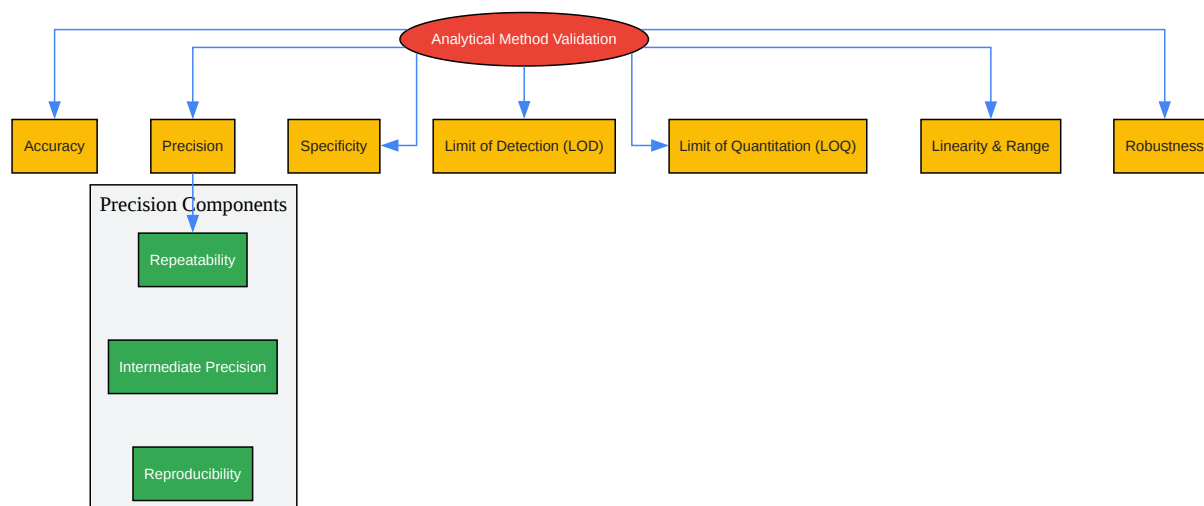 Analytical Method Validation
Accuracy
Precision
Specificity
Limit of Detection (LOD)
Limit of Quantitation (LOQ)
Linearity & Range
Robustness
Precision Components
Repeatability
Intermediate Precision
Reproducibility